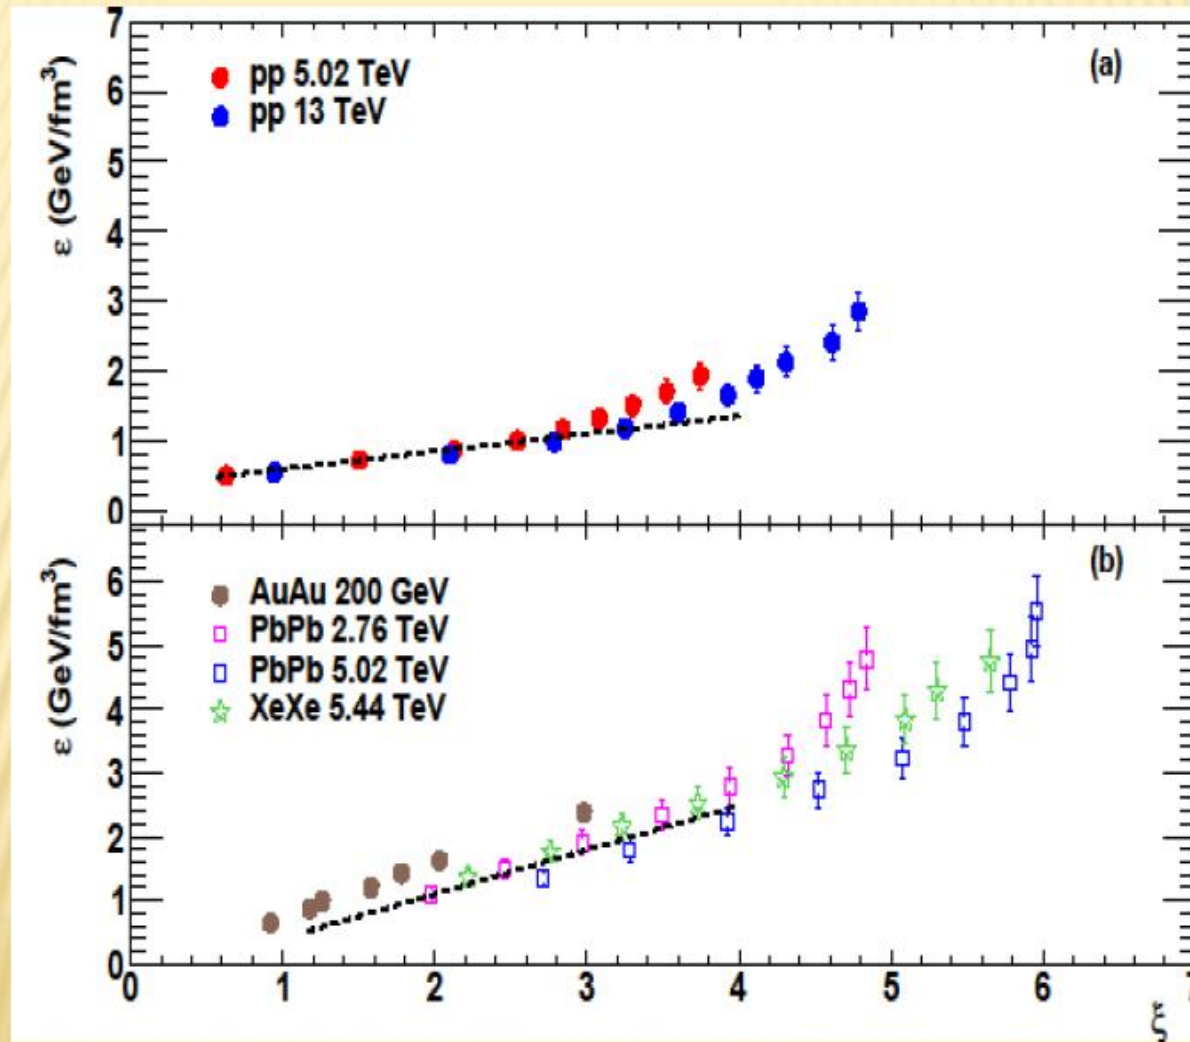 7
(a)
pp 5.02 TeV
pp 13 TeV
6
5
4
3
2
1
0
ε (GeV/fm³)
(b)
AuAu 200 GeV
PbPb 2.76 TeV
PbPb 5.02 TeV
XeXe 5.44 TeV
6
5
4
3
2
1
0
ε (GeV/fm³)
0 1 2 3 4 5 6
ξ